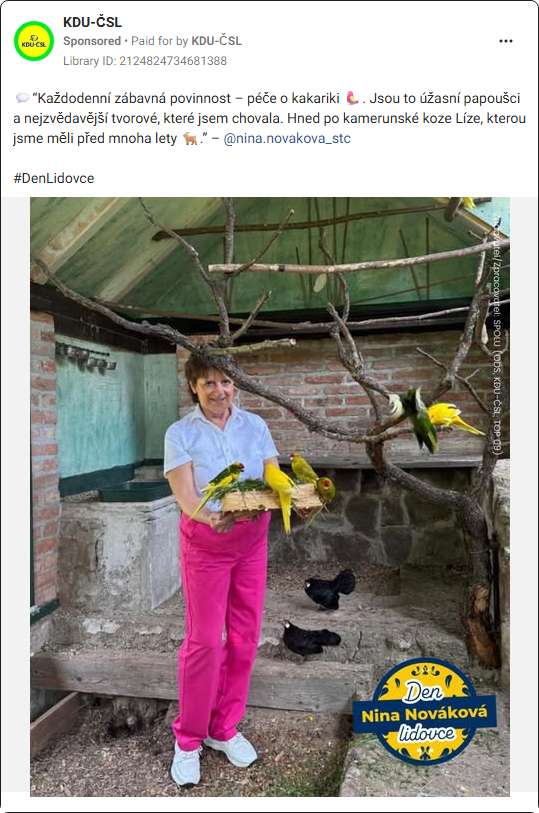 KDU-ČSL
Sponsored • Paid for by KDU-ČSL
Library ID: 2124824734681388
KDU-ČSL
💬“Každodenní zábavná povinnost – péče o kakariki 🦜. Jsou to úžasní papoušci
a nejzvědavější tvorové, které jsem chovala. Hned po kamerunské koze Líze, kterou
jsme měli před mnoha lety 🐐.” – @nina.novakova_stc
#DenLidovce
Zadavatel/Zpracovatel: SPOLU (ODS, KDU-ČSL, TOP 09)
Den
Nina Nováková
lidovce